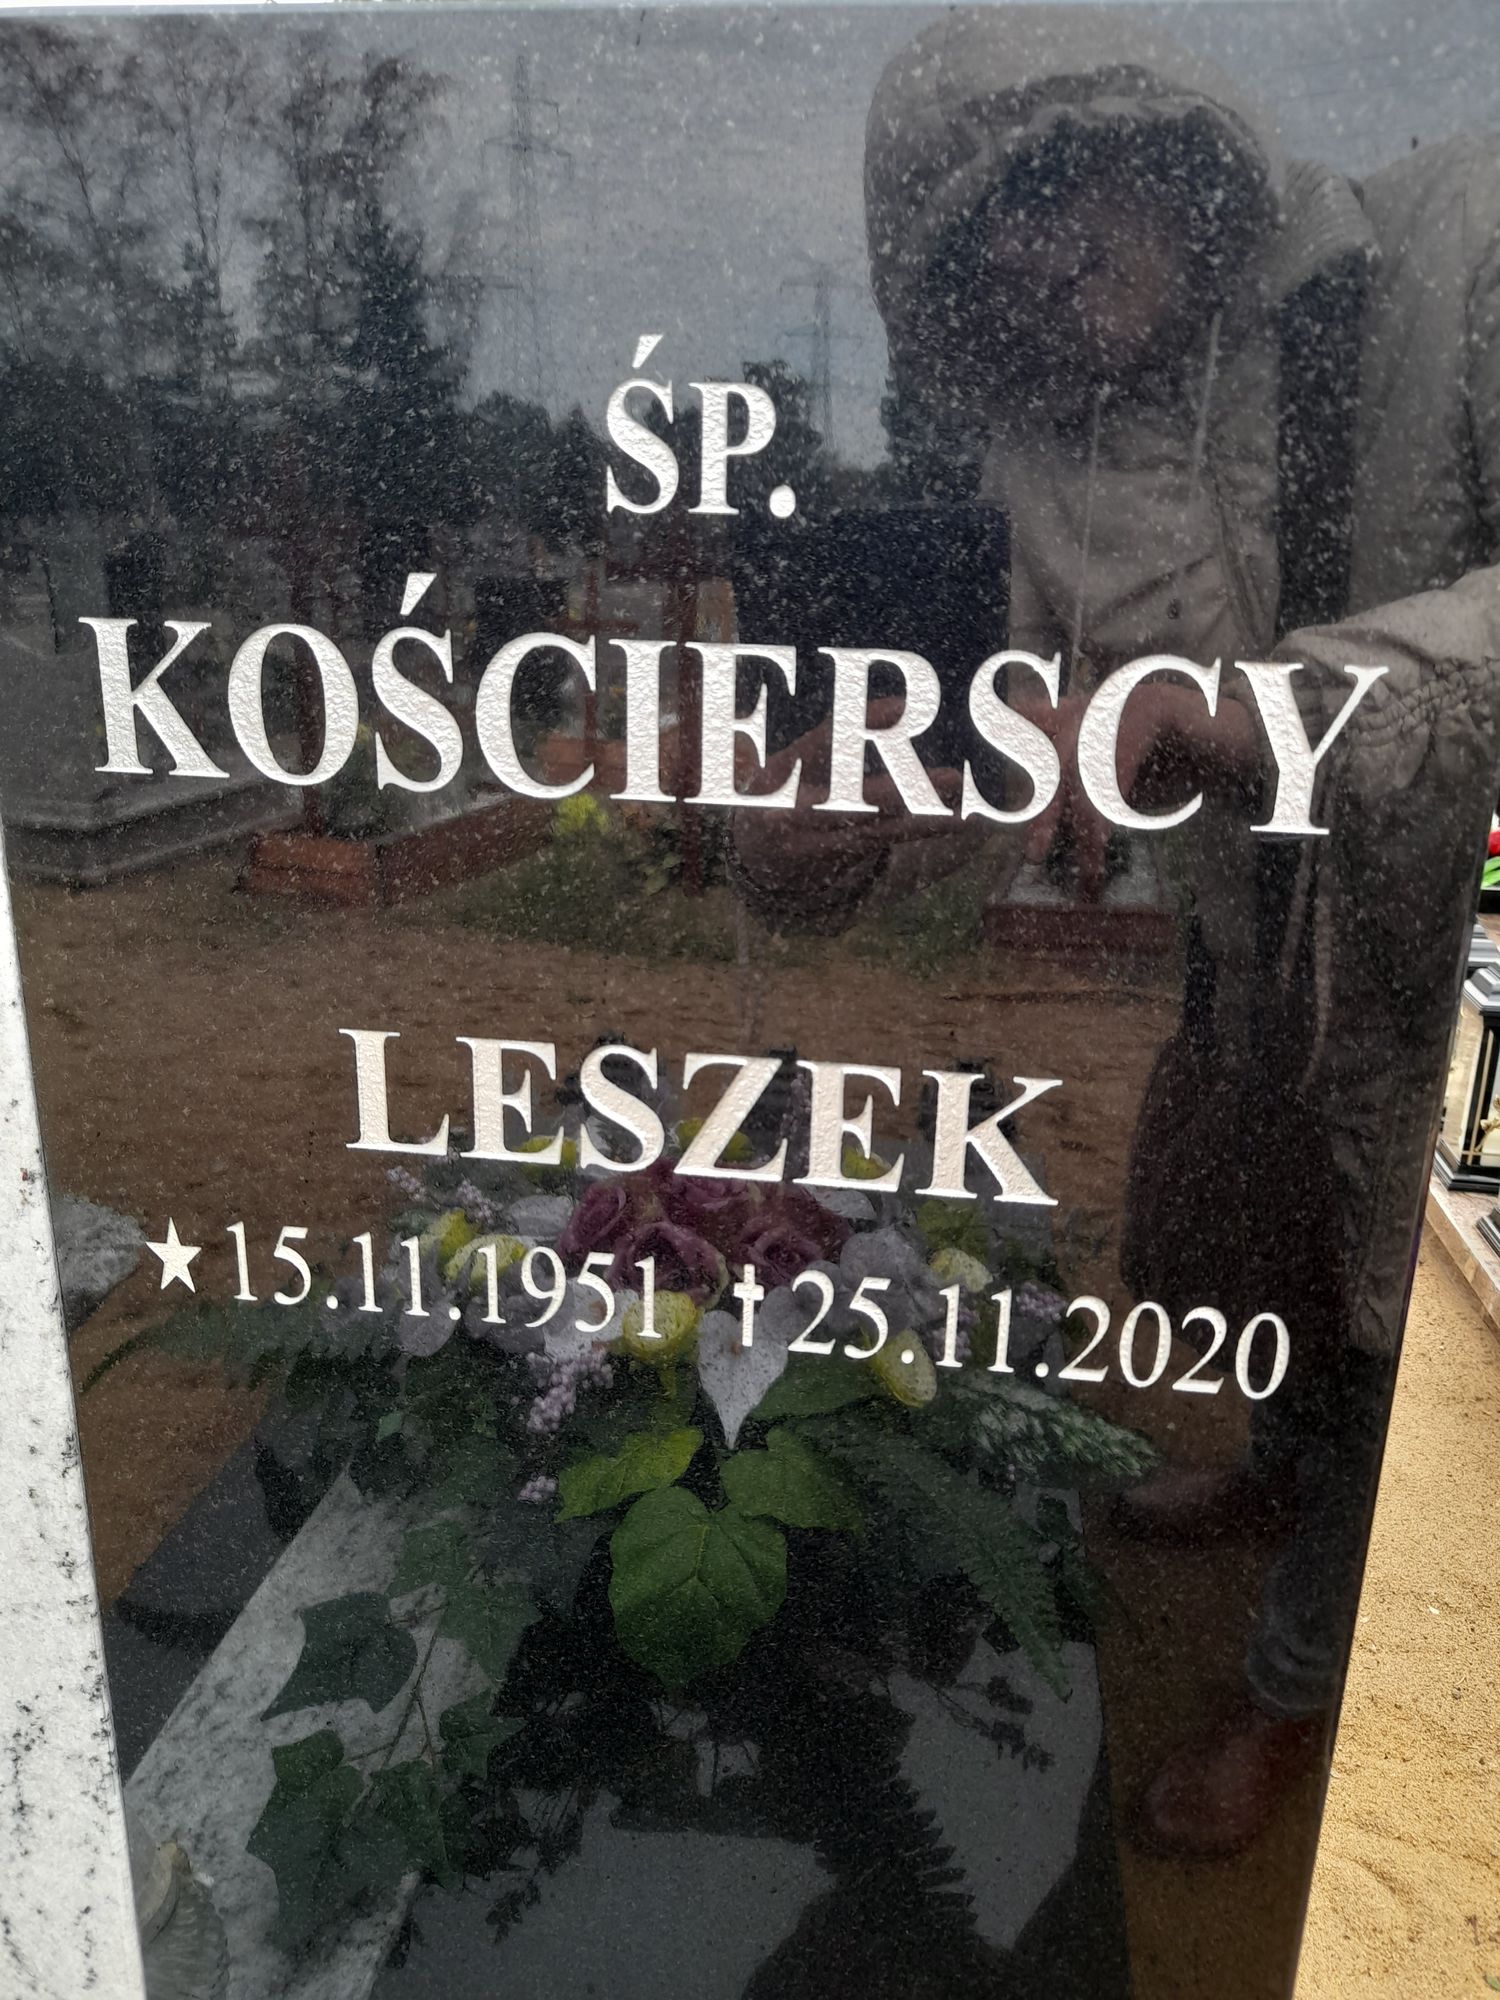 ŚP.
KOŚCIERSCY
LESZEK
★15.11.1951 ✝25.11.2020